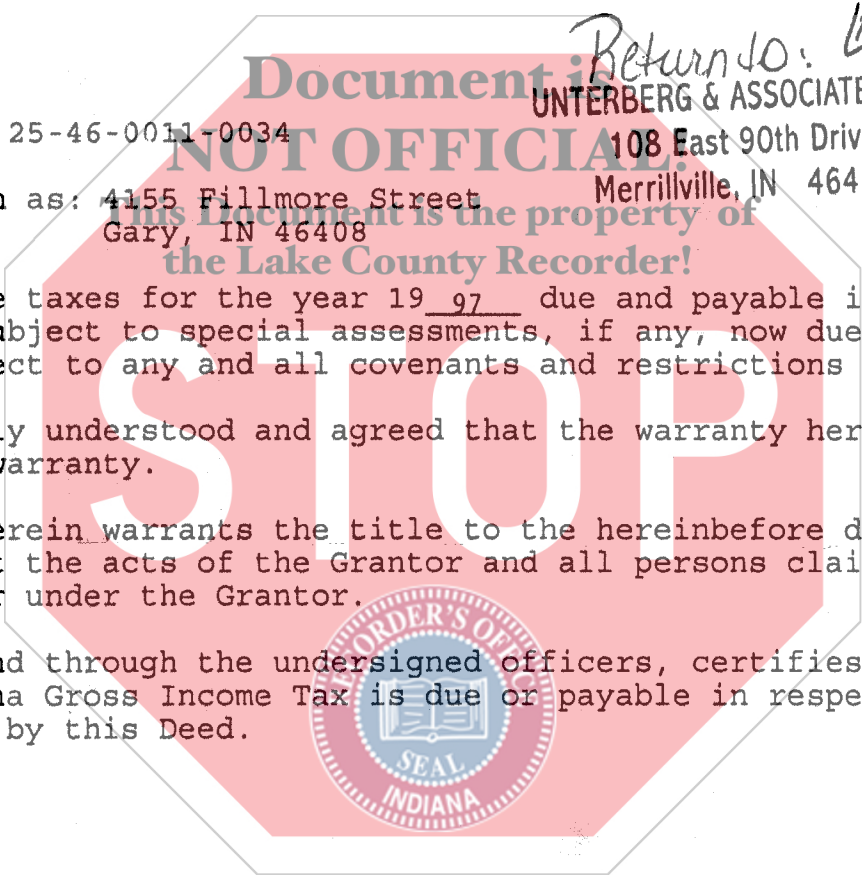 Return to:
UNTERBERG & ASSOCIATE
108 East 90th Driv
Merrillville, IN 464
Document is
NOT OFFICIAL!
This Document is the property of
the Lake County Recorder!
25-46-0011-0034
as: 4155 Fillmore Street
Gary, IN 46408
e taxes for the year 19 97 due and payable i
bject to special assessments, if any, now due
ect to any and all covenants and restrictions
ly understood and agreed that the warranty her
warranty.
erein warrants the title to the hereinbefore d
t the acts of the Grantor and all persons clai
r under the Grantor.
nd through the undersigned officers, certifies
na Gross Income Tax is due or payable in respe
by this Deed.
STOP
RECORDER'S OFFICE
SEAL
INDIANA